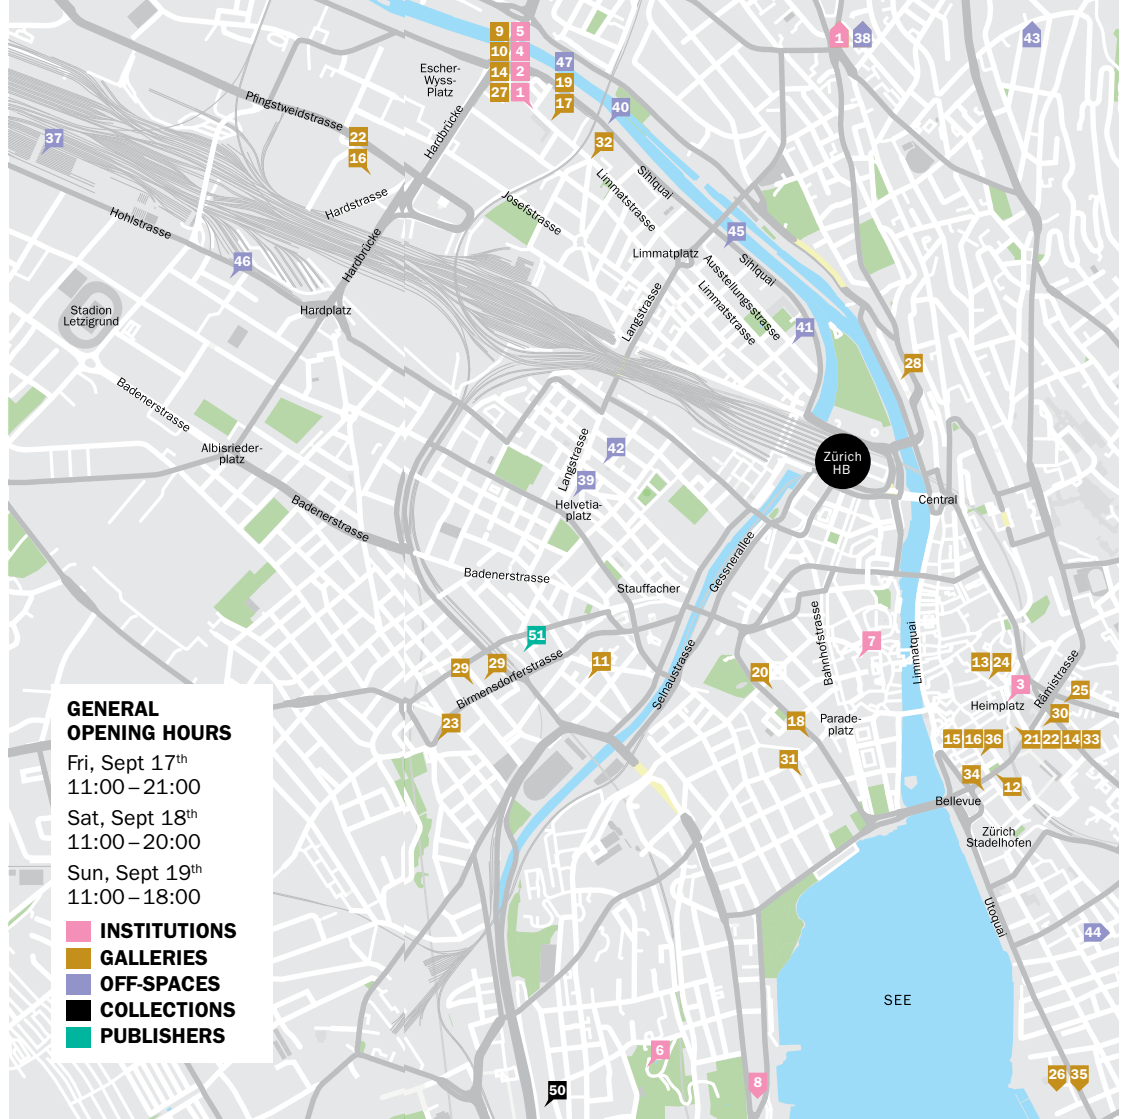 9 5
10 4
14 2
27 1
47
19
17
40
1 38
43
Escher-
Wyss-
Platz
Pfingstweidstrasse
Hardbrücke
37
22
16
32
Sihlquai
Limmatstrasse
Hardstrasse
Josefstrasse
Hohlstrasse
Hardbrücke
45
46
Limmatplatz
Sihlquai
Ausstellungsstrasse
Limmatstrasse
Langstrasse
Stadion
Letzigrund
Hardplatz
41
28
Badenerstrasse
Albisrieder-
platz
Langstrasse
42
39
Helvetia-
platz
Zürich
HB
Central
Badenerstrasse
Gessnerallee
Badenerstrasse
Stauffacher
51
29
29
11
Birmensdorferstrasse
23
Selnaustrasse
Bahnhofstrasse
7
Limmatquai
20
13 24
3
Heimplatz
Rämistrasse
25
30
18
Parade-
platz
15 16 36
21 22 14 33
31
34
12
Bellevue
Zürich
Stadelhofen
Utoquai
44
SEE
6
8
50
26 35
GENERAL
OPENING HOURS
Fri, Sept 17th
11:00 – 21:00
Sat, Sept 18th
11:00 – 20:00
Sun, Sept 19th
11:00 – 18:00
INSTITUTIONS
GALLERIES
OFF-SPACES
COLLECTIONS
PUBLISHERS